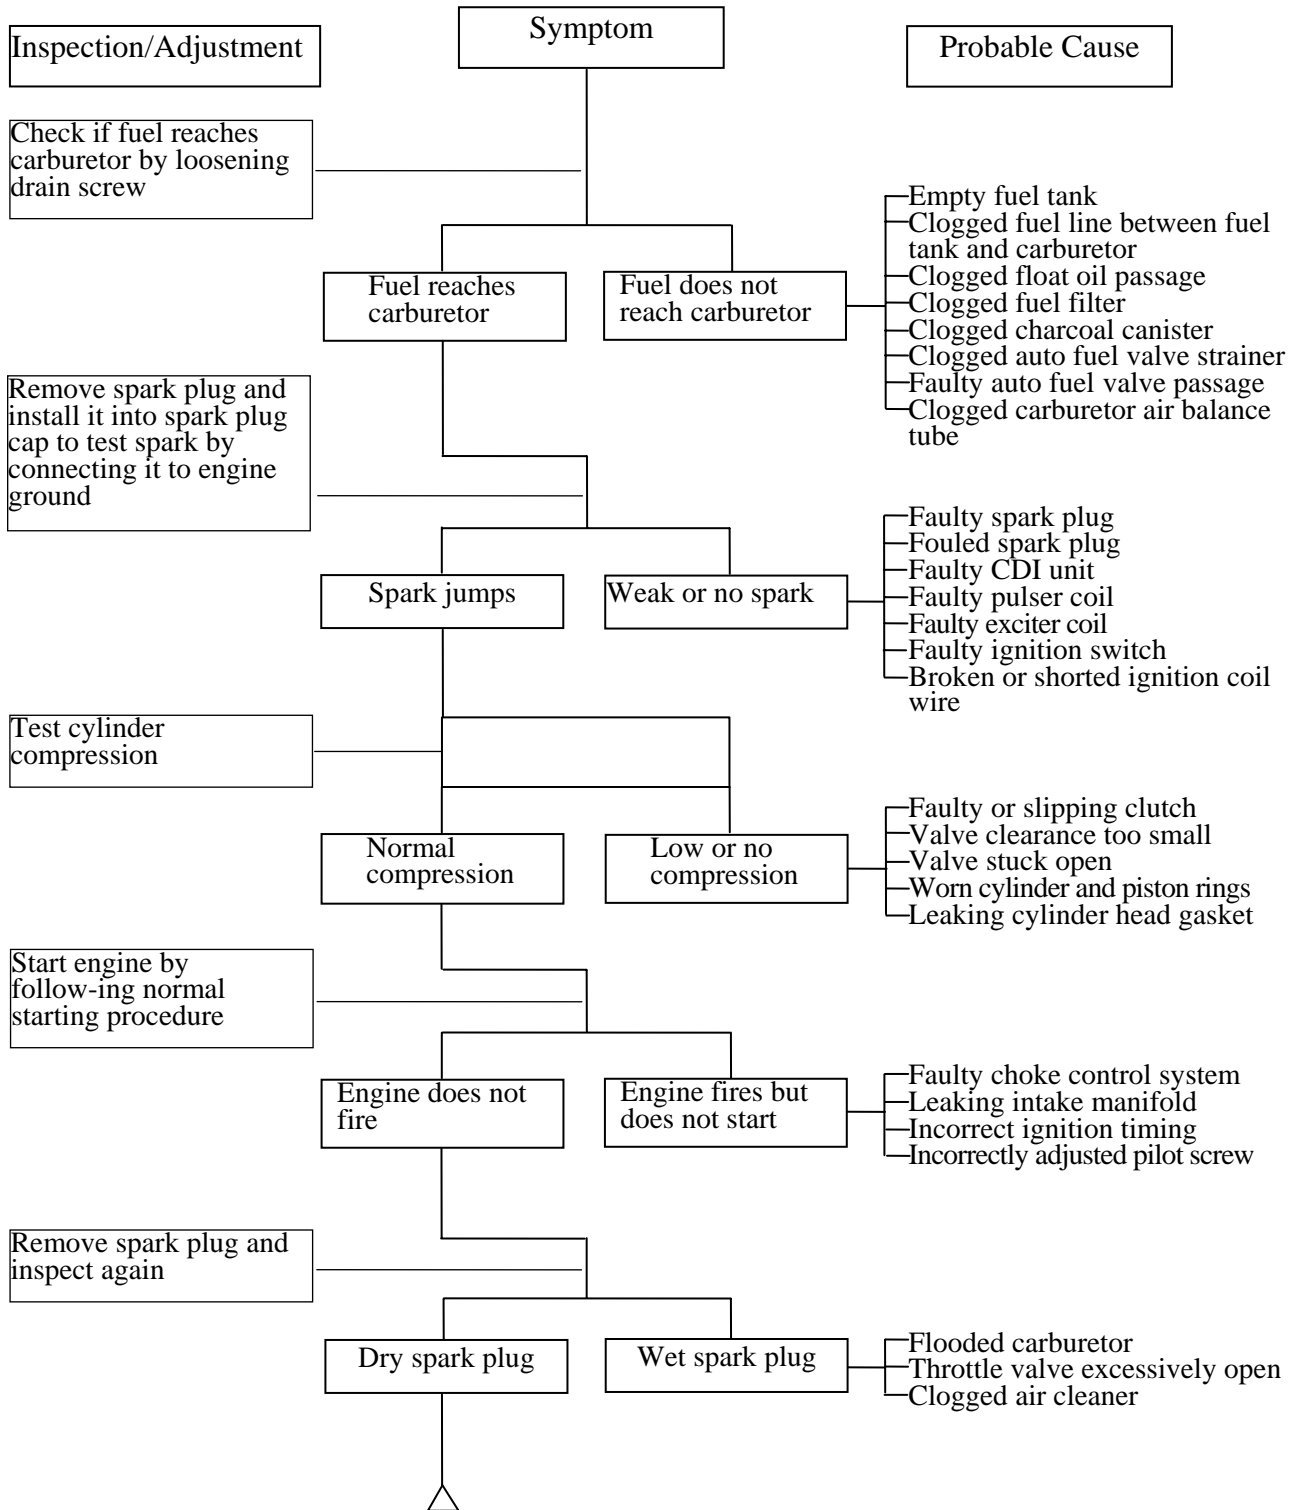 Inspection/Adjustment
Symptom
Probable Cause
Check if fuel reaches
carburetor by loosening
drain screw
Fuel reaches
carburetor
Fuel does not
reach carburetor
Empty fuel tank
Clogged fuel line between fuel
tank and carburetor
Clogged float oil passage
Clogged fuel filter
Clogged charcoal canister
Clogged auto fuel valve strainer
Faulty auto fuel valve passage
Clogged carburetor air balance
tube
Remove spark plug and
install it into spark plug
cap to test spark by
connecting it to engine
ground
Spark jumps
Weak or no spark
Faulty spark plug
Fouled spark plug
Faulty CDI unit
Faulty pulser coil
Faulty exciter coil
Faulty ignition switch
Broken or shorted ignition coil
wire
Test cylinder
compression
Normal
compression
Low or no
compression
Faulty or slipping clutch
Valve clearance too small
Valve stuck open
Worn cylinder and piston rings
Leaking cylinder head gasket
Start engine by
follow-ing normal
starting procedure
Engine does not
fire
Engine fires but
does not start
Faulty choke control system
Leaking intake manifold
Incorrect ignition timing
Incorrectly adjusted pilot screw
Remove spark plug and
inspect again
Dry spark plug
Wet spark plug
Flooded carburetor
Throttle valve excessively open
Clogged air cleaner